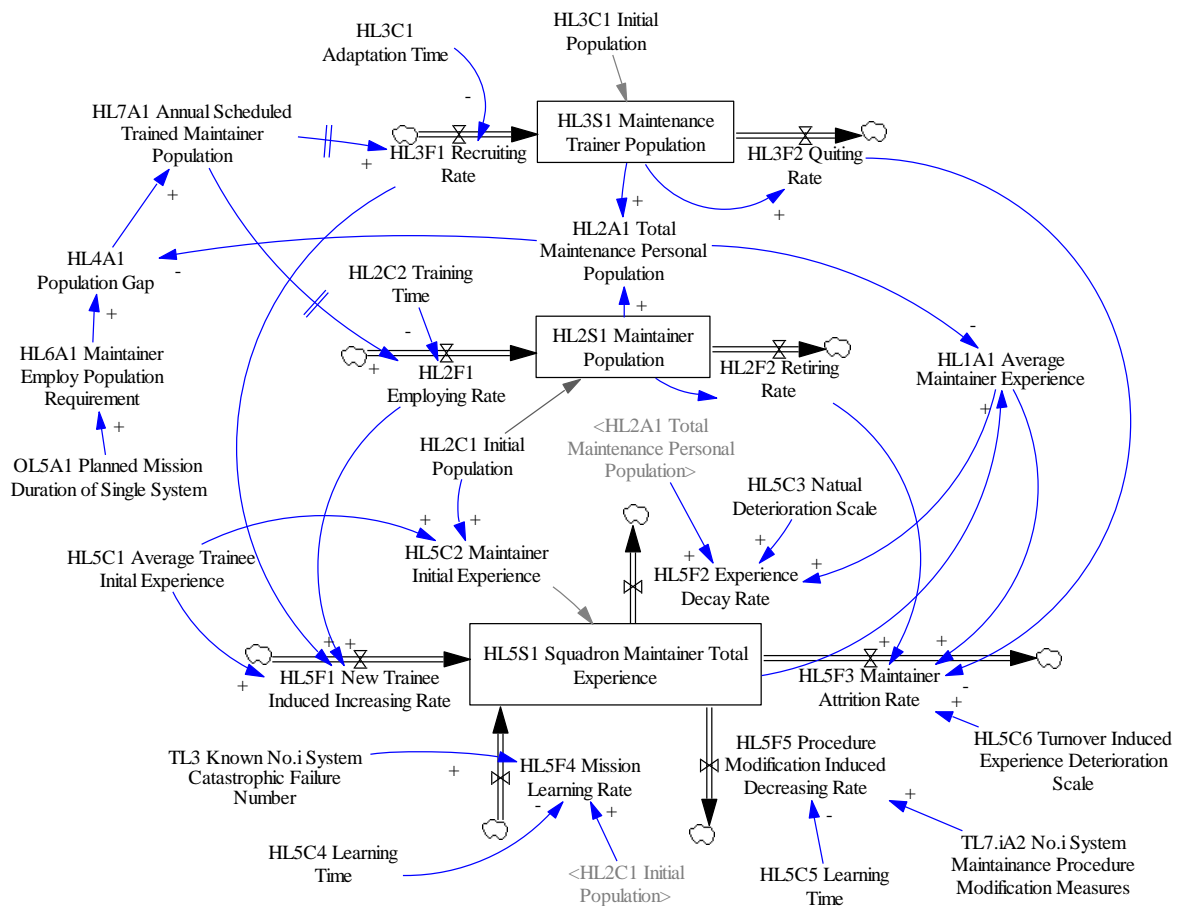 HL3C1 Initial
Population
HL3C1
Adaptation Time
-
HL7A1 Annual Scheduled
Trained Maintainer
Population
HL3S1 Maintenance
Trainer Population
+
HL3F1 Recruiting
Rate
HL3F2 Quiting
Rate
+
+
+
HL2A1 Total
Maintenance Personal
Population
HL4A1
Population Gap
-
HL2C2 Training
Time
+
+
-
-
HL2S1 Maintainer
Population
HL6A1 Maintainer
Employ Population
Requirement
+
HL2F1
Employing Rate
HL2F2 Retiring
Rate
HL1A1 Average
Maintainer Experience
+
+
<HL2A1 Total
Maintenance Personal
Population>
HL2C1 Initial
Population
OL5A1 Planned Mission
Duration of Single System
HL5C3 Natual
Deterioration Scale
+
+
+
HL5C1 Average Trainee
Inital Experience
HL5C2 Maintainer
Initial Experience
+
+
HL5F2 Experience
Decay Rate
+
+
+
+
HL5S1 Squadron Maintainer Total
Experience
+
HL5F1 New Trainee
Induced Increasing Rate
HL5F3 Maintainer
Attrition Rate
-
+
HL5C6 Turnover Induced
Experience Deterioration
Scale
TL3 Known No.i System
Catastrophic Failure
Number
+
HL5F4 Mission
Learning Rate
HL5F5 Procedure
Modification Induced
Decreasing Rate
-
+
-
+
HL5C4 Learning
Time
<HL2C1 Initial
Population>
HL5C5 Learning
Time
TL7.iA2 No.i System
Maintainance Procedure
Modification Measures